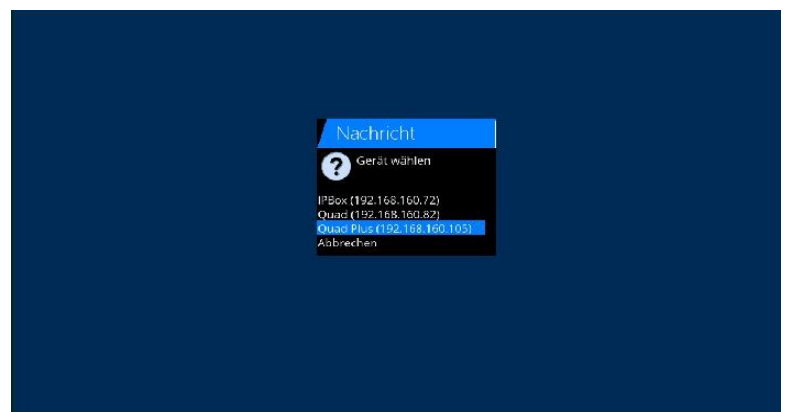 Nachricht
?
Gerät wählen
IPBox (192.168.160.72)
Quad (192.168.160.82)
Quad Plus (192.168.160.105)
Abbrechen